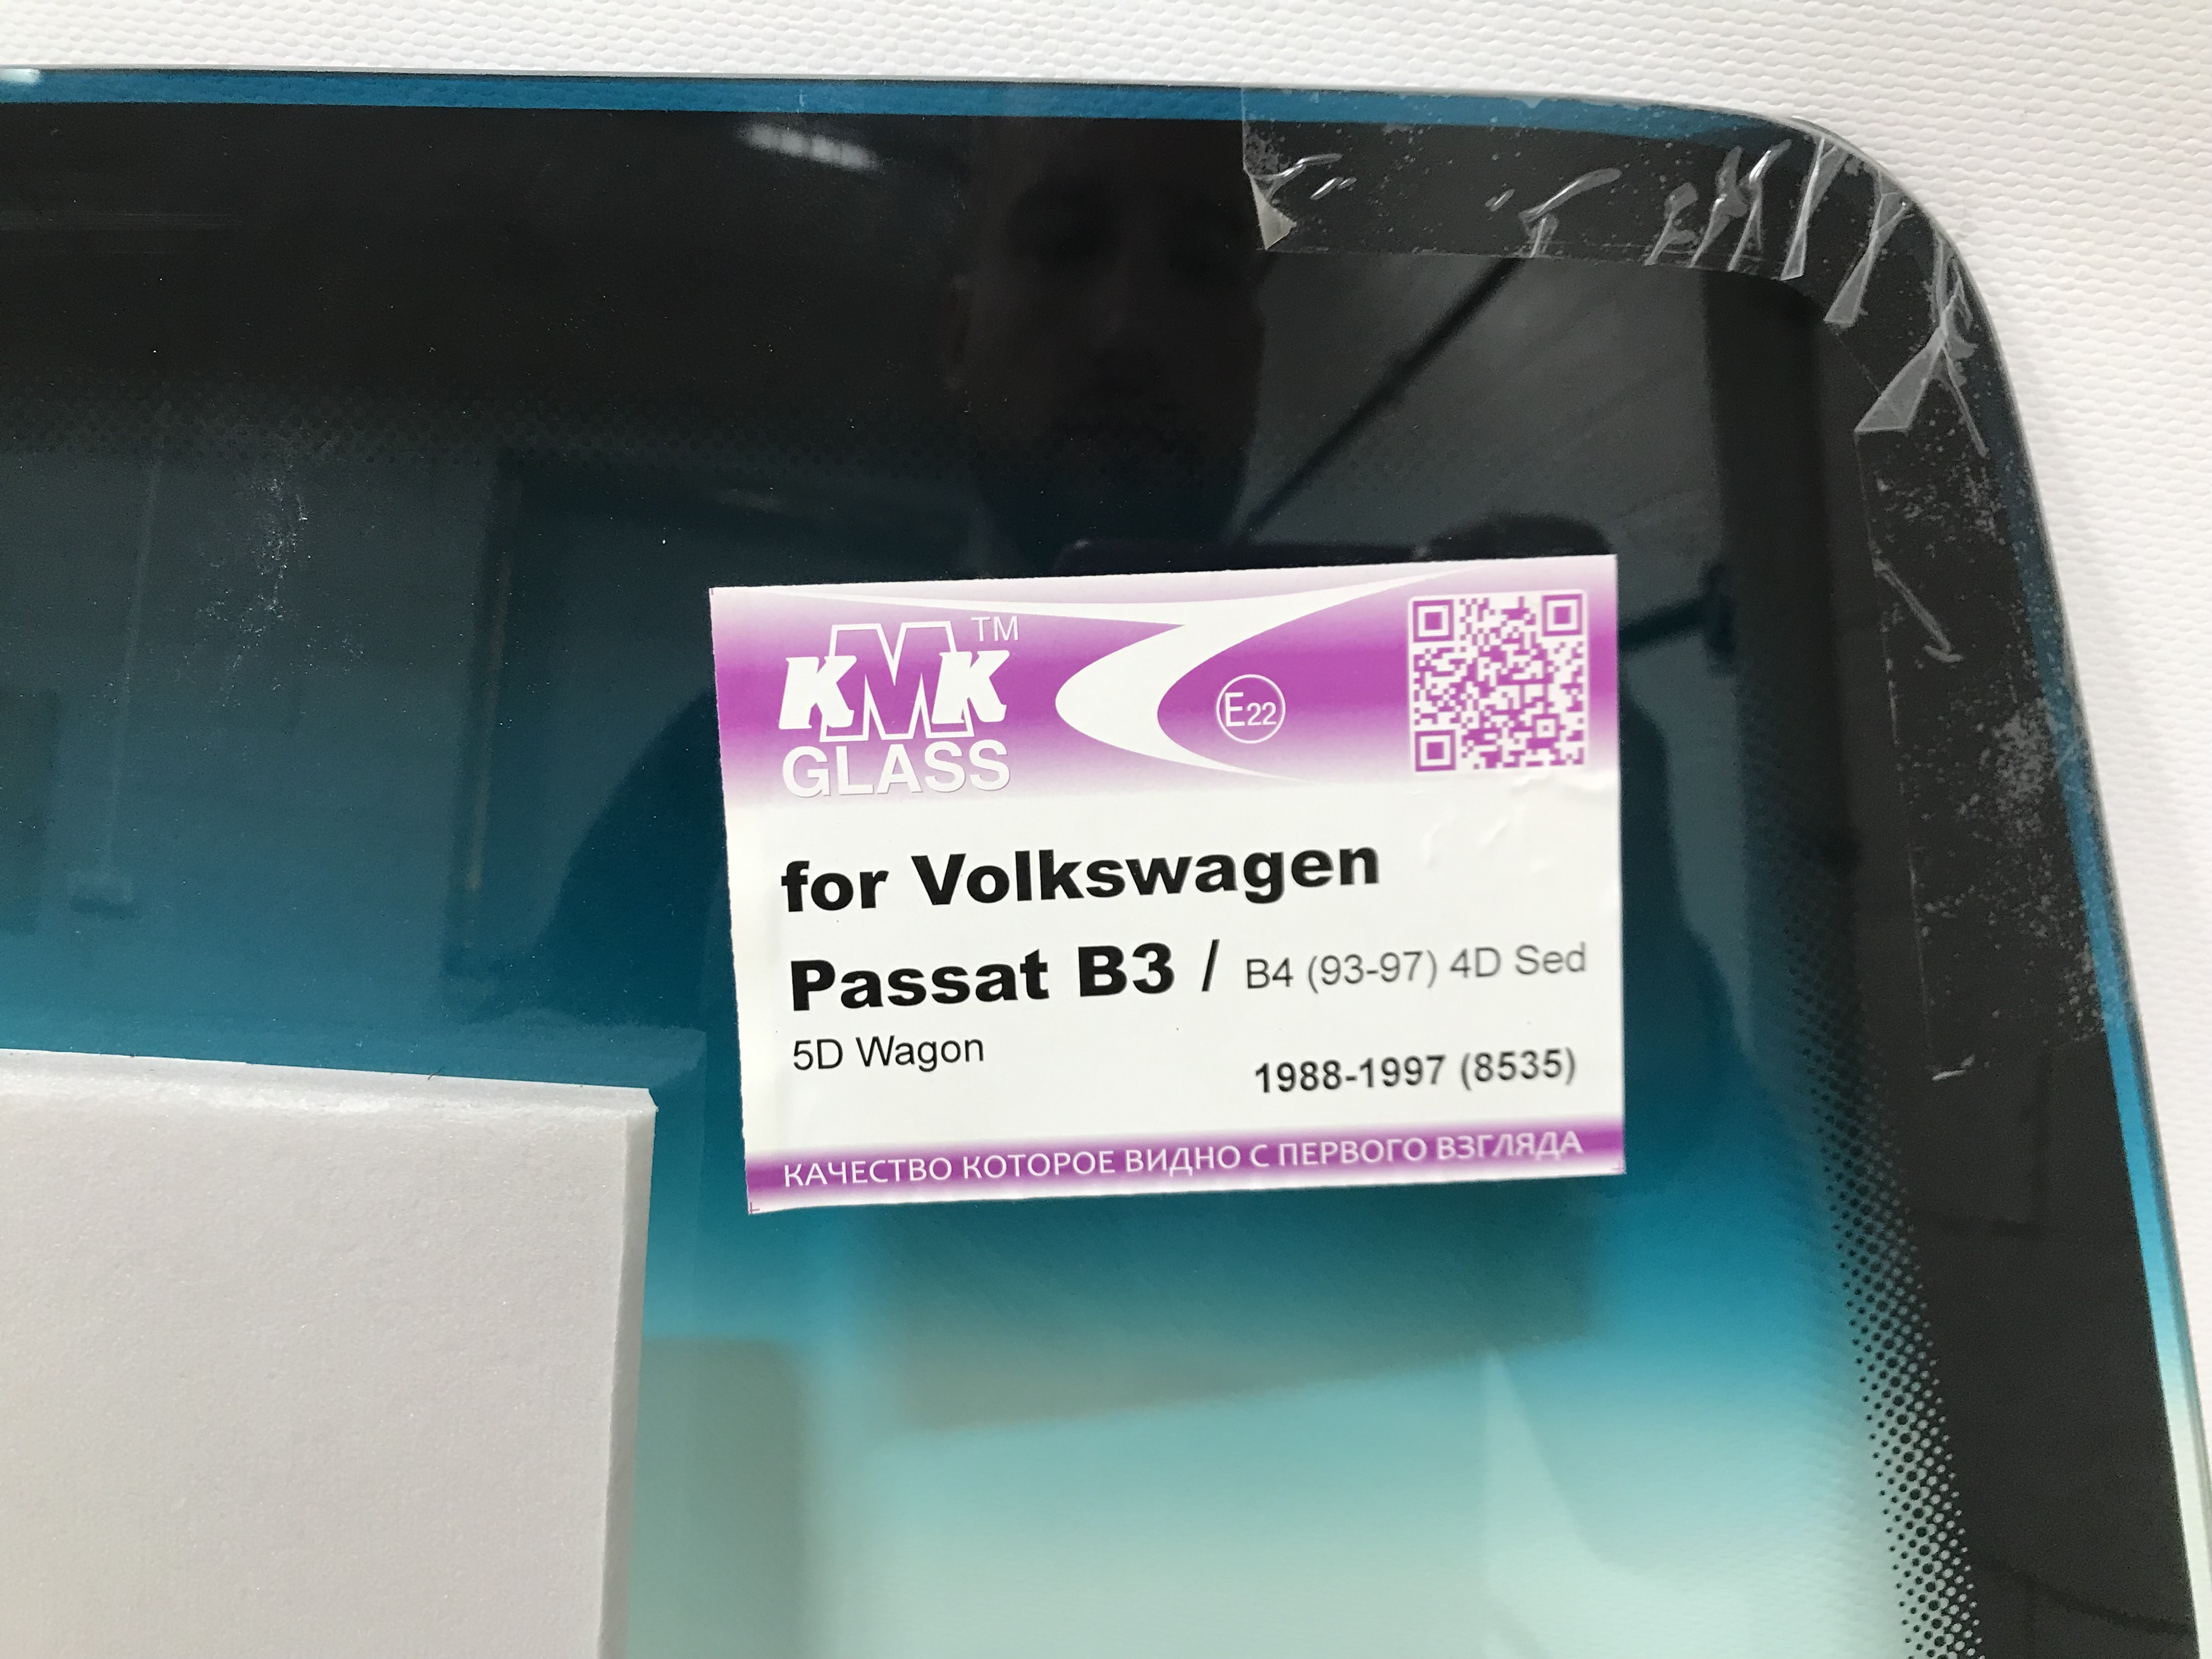 KMK TM
GLASS
E22
for Volkswagen
Passat B3 / B4 (93-97) 4D Sed
5D Wagon
1988-1997 (8535)
КАЧЕСТВО КОТОРОЕ ВИДНО С ПЕРВОГО ВЗГЛЯДА